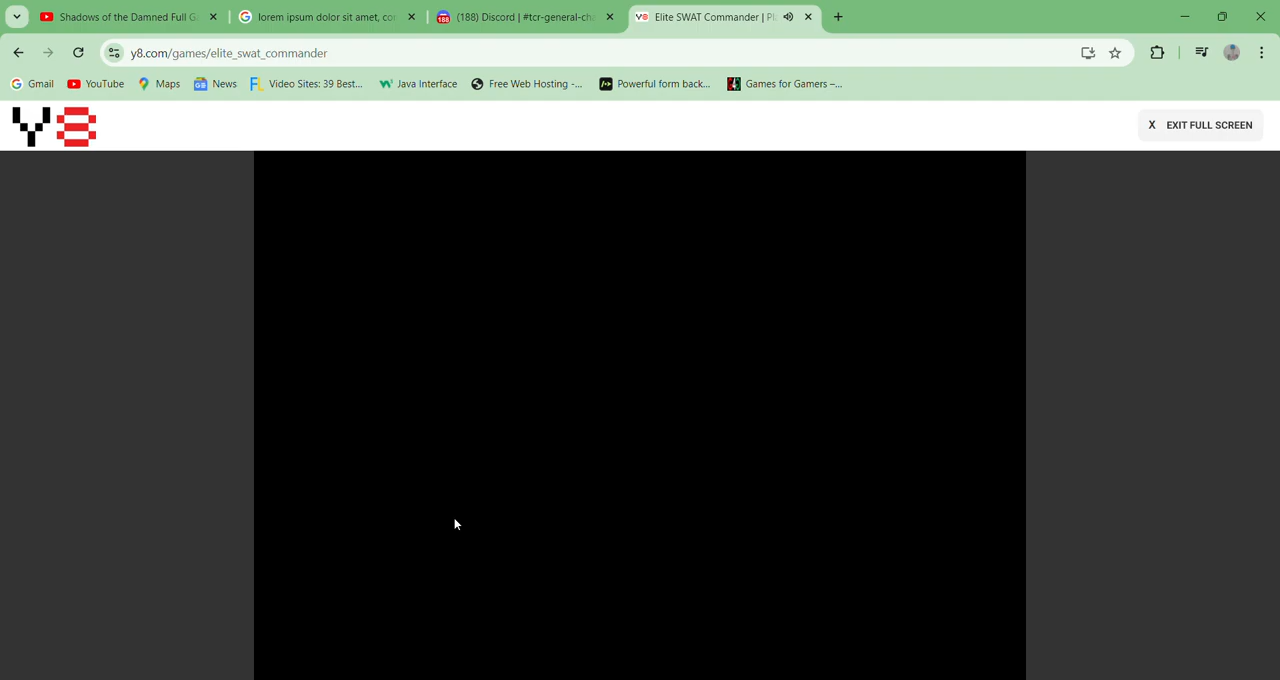 Shadows of the Damned Full G
lorem ipsum dolor sit amet, co
188
(188) Discord | #tcr-general-ch
Elite SWAT Commander | Pl
y8.com/games/elite_swat_commander
Gmail
YouTube
Maps
News
Video Sites: 39 Best...
Java Interface
Free Web Hosting -...
Powerful form back...
Games for Gamers –...
Y8
X EXIT FULL SCREEN